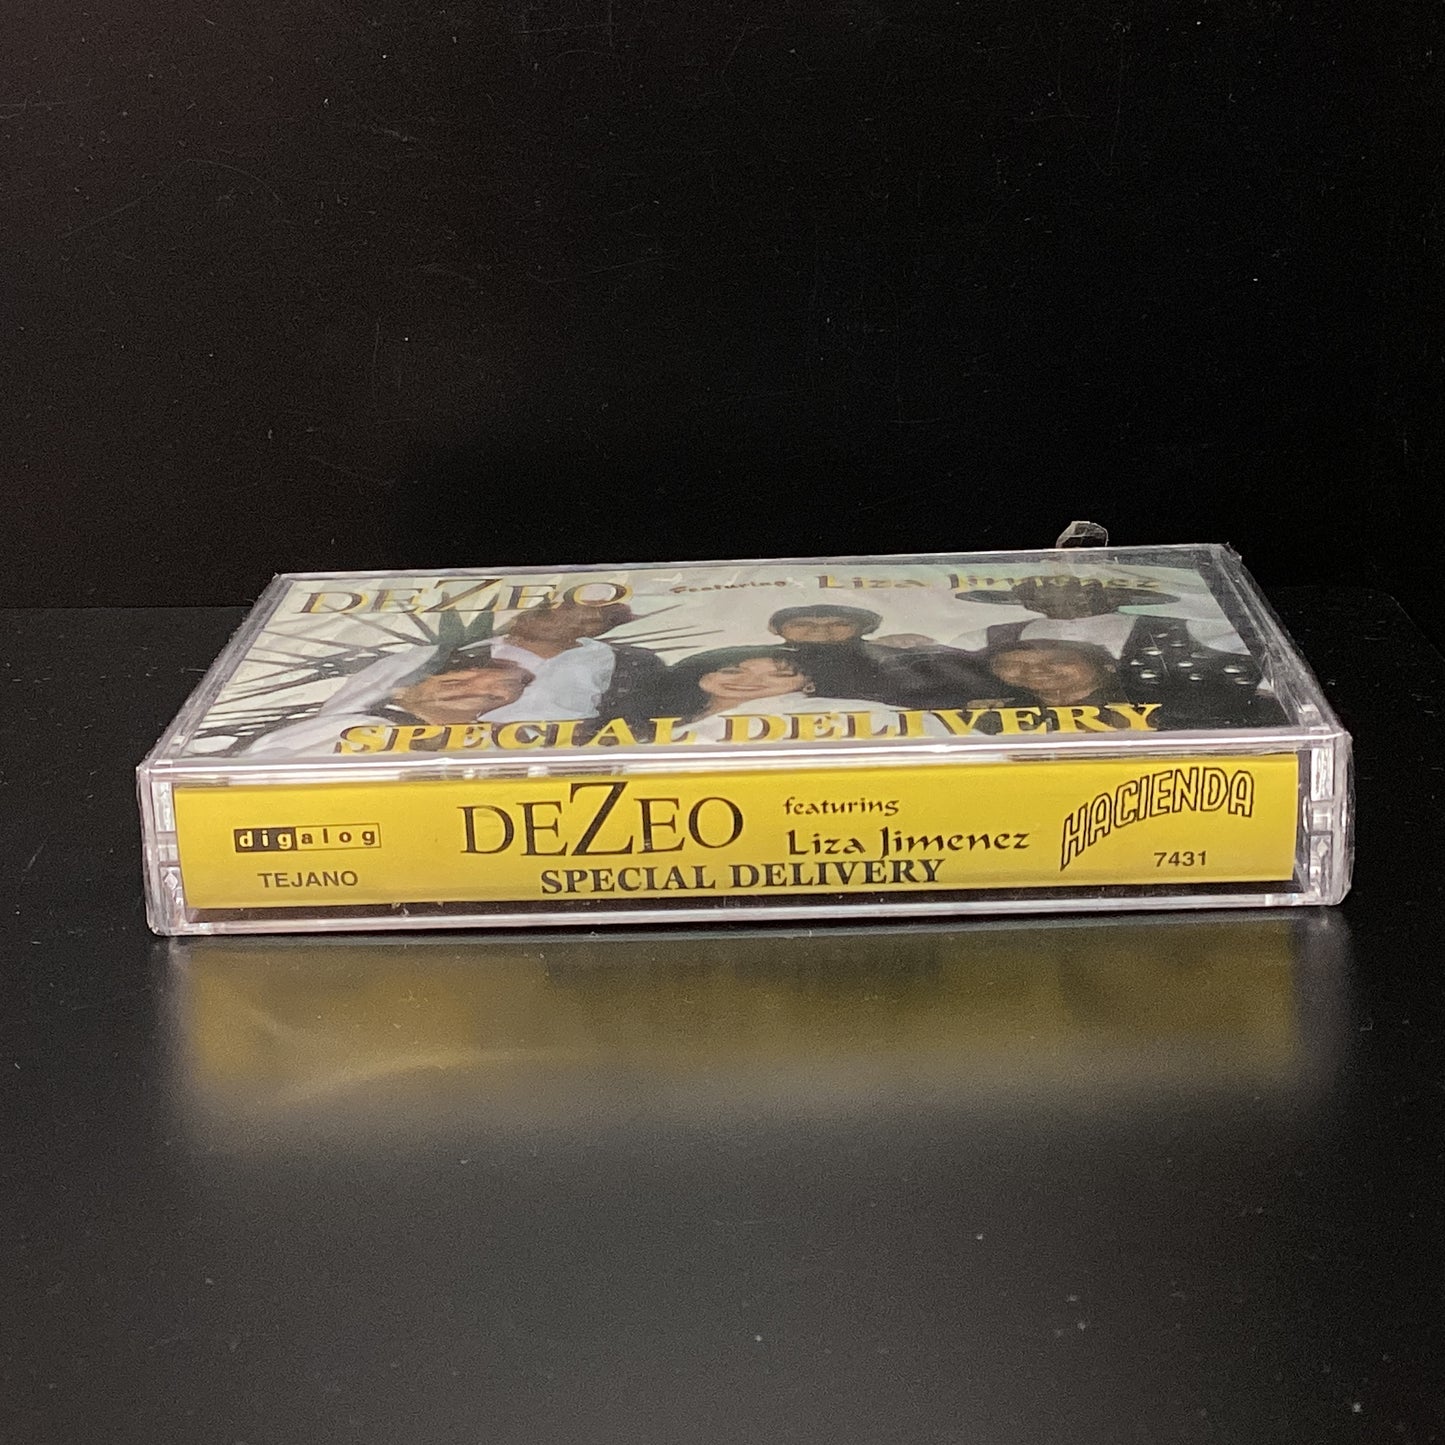 DEZEO featuring Liza Jimenez
SPECIAL DELIVERY
digalog
TEJANO
DEZEO
featuring
Liza Jimenez
SPECIAL DELIVERY
HACIENDA
7431